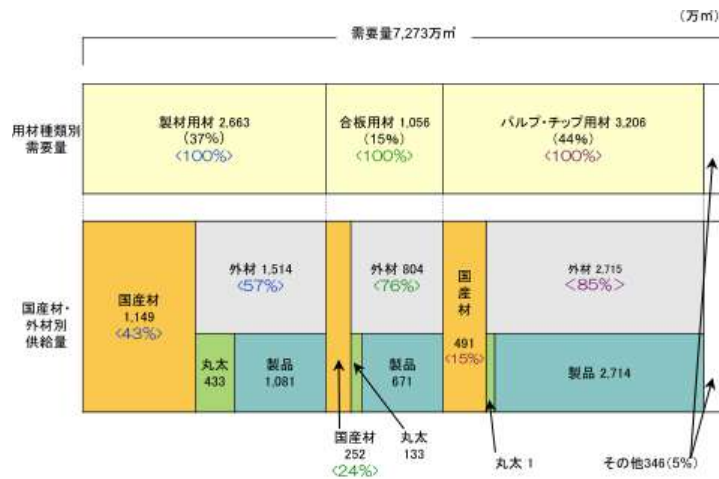 (万㎥)
需要量7,273万㎥
用材種類別
需要量
製材用材 2,663
(37%)
<100%>
合板用材 1,056
(15%)
<100%>
パルプ・チップ用材 3,206
(44%)
<100%>
国産材・
外材別
供給量
国産材
1,149
<43%>
外材 1,514
<57%>
丸太
433
製品
1,081
外材 804
<76%>
製品
671
国
産
材
491
<15%>
外材 2,715
<85%>
製品 2,714
国産材
252
<24%>
丸太
133
丸太 1
その他346(5%)